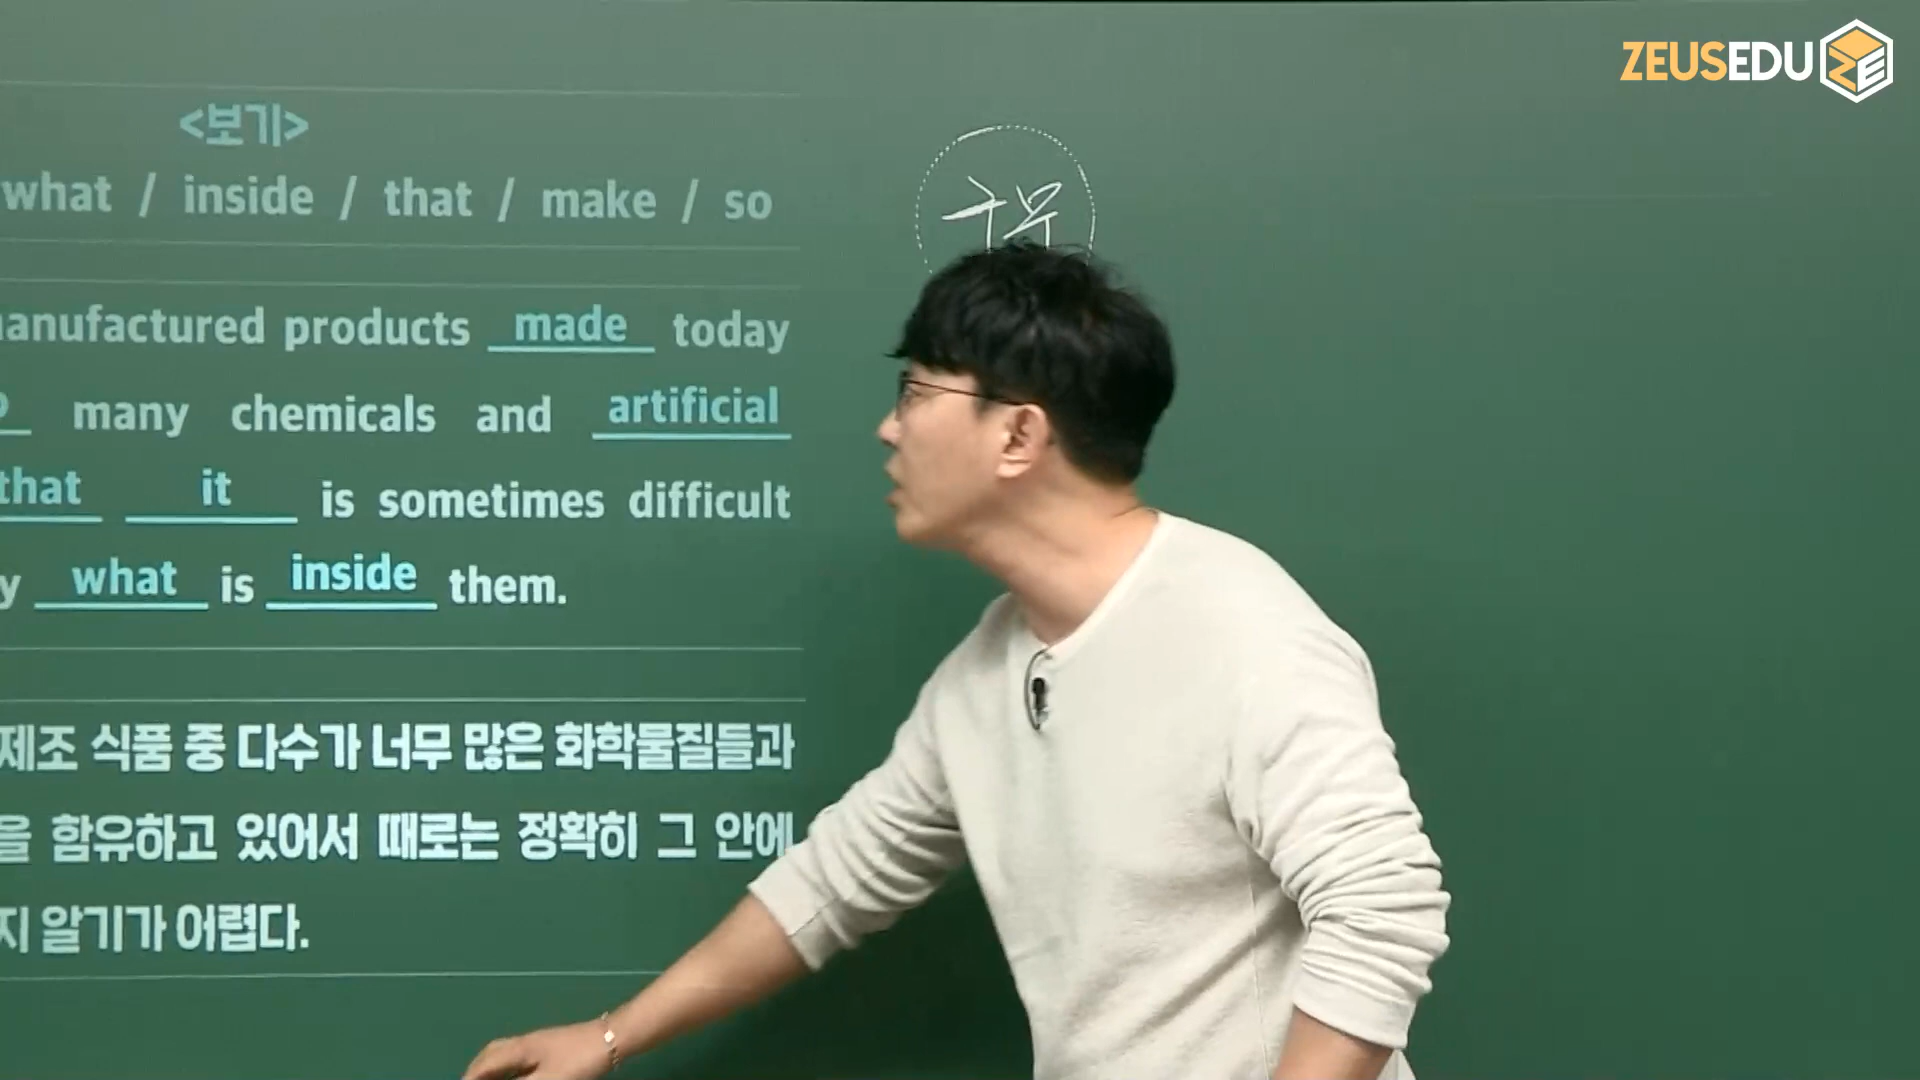 ZEUSEDU
<보기>
what / inside / that / make / so
manufactured products made today
many chemicals and artificial
that it is sometimes difficult
y what is inside them.
제조 식품 중 다수가 너무 많은 화학물질들과
을 함유하고 있어서 때로는 정확히 그 안에
지 알기가 어렵다.